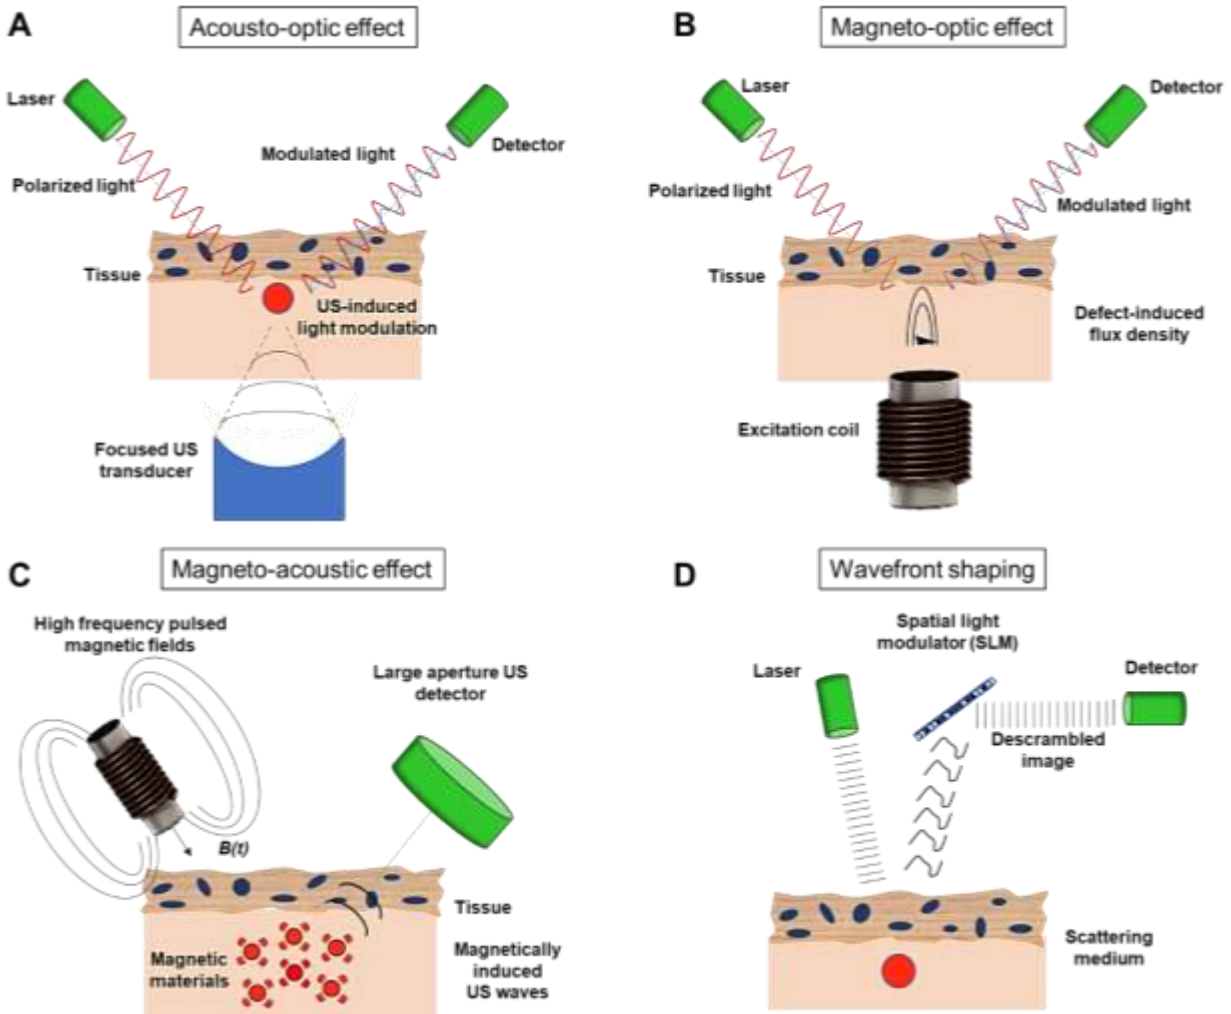 A
Acousto-optic effect
Laser
Polarized light
Modulated light
Detector
Tissue
US-induced
light modulation
Focused US
transducer
B
Magneto-optic effect
Laser
Detector
Polarized light
Modulated light
Tissue
Defect-induced
flux density
Excitation coil
C
Magneto-acoustic effect
High frequency pulsed
magnetic fields
Large aperture US
detector
B(t)
Tissue
Magnetic
materials
Magnetically
induced
US waves
D
Wavefront shaping
Spatial light
modulator (SLM)
Laser
Detector
Descrambled
image
Scattering
medium